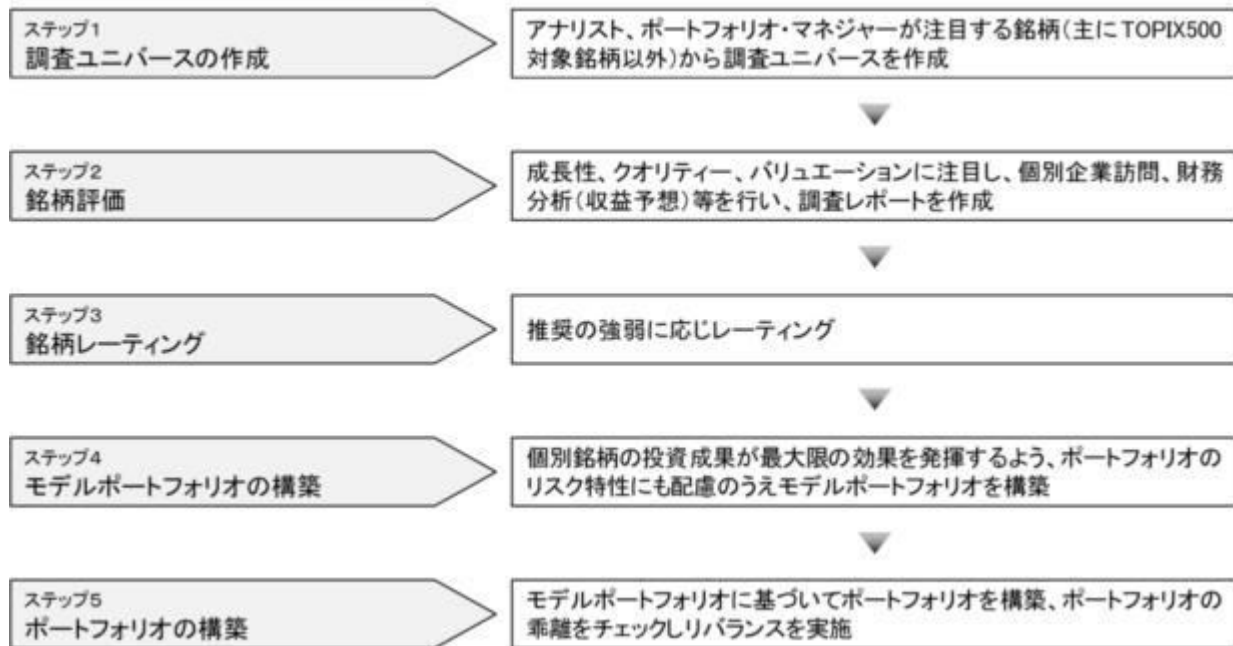 ステップ1
調査ユニバースの作成
アナリスト、ポートフォリオ・マネジャーが注目する銘柄(主にTOPIX500
対象銘柄以外)から調査ユニバースを作成
ステップ2
銘柄評価
成長性、クオリティー、バリュエーションに注目し、個別企業訪問、財務
分析(収益予想)等を行い、調査レポートを作成
ステップ3
銘柄レーティング
推奨の強弱に応じレーティング
ステップ4
モデルポートフォリオの構築
個別銘柄の投資成果が最大限の効果を発揮するよう、ポートフォリオの
リスク特性にも配慮のうえモデルポートフォリオを構築
ステップ5
ポートフォリオの構築
モデルポートフォリオに基づいてポートフォリオを構築、ポートフォリオの
乖離をチェックしリバランスを実施